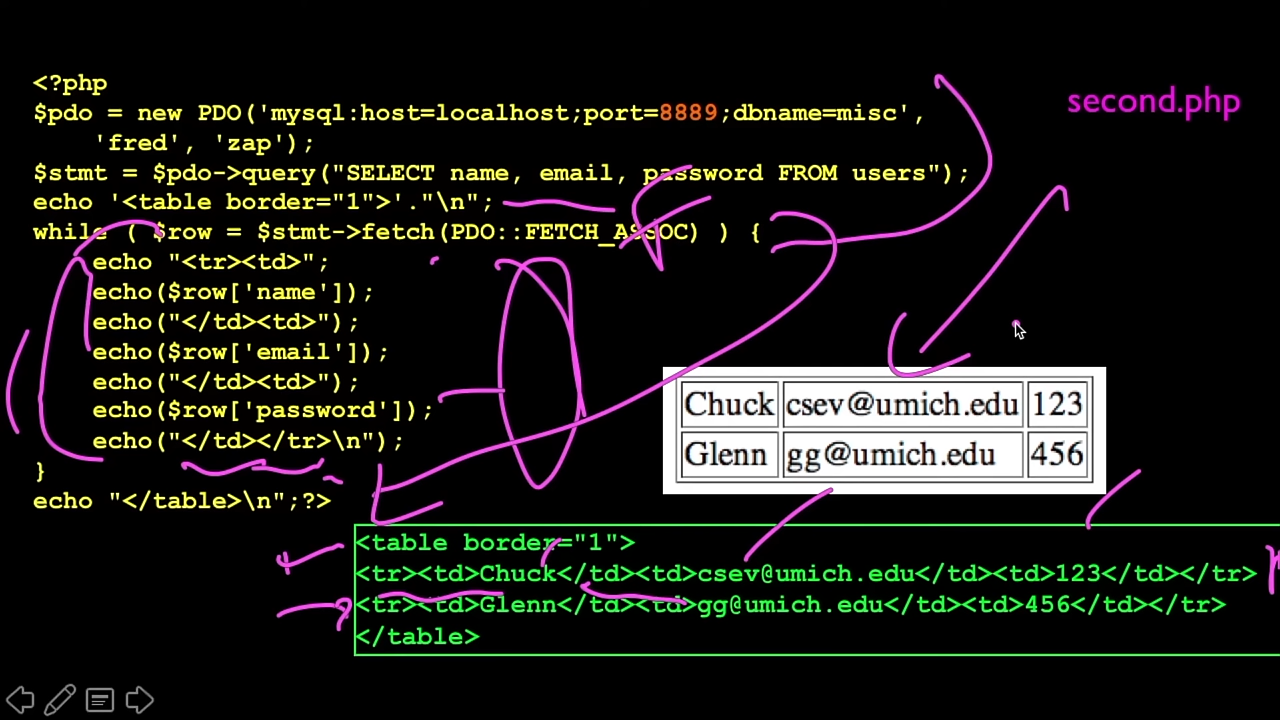 second.php
<?php
$pdo = new PDO('mysql:host=localhost;port=8889;dbname=misc',
    'fred', 'zap');
$stmt = $pdo->query("SELECT name, email, password FROM users");
echo '<table border="1">'."\n";
while ( $row = $stmt->fetch(PDO::FETCH_ASSOC) ) {
    echo "<tr><td>";
    echo($row['name']);
    echo("</td><td>");
    echo($row['email']);
    echo("</td><td>");
    echo($row['password']);
    echo("</td></tr>\n");
}
echo "</table>\n";?>
Chuck csev@umich.edu 123
Glenn gg@umich.edu 456
<table border="1">
<tr><td>Chuck</td><td>csev@umich.edu</td><td>123</td></tr>
<tr><td>Glenn</td><td>gg@umich.edu</td><td>456</td></tr>
</table>